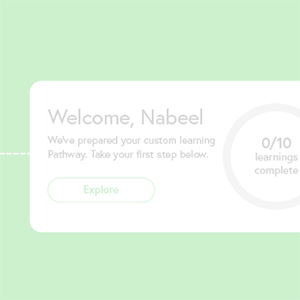 Welcome, Nabeel
We've prepared your custom learning
Pathway. Take your first step below.
Explore
0/10
learnings
complete